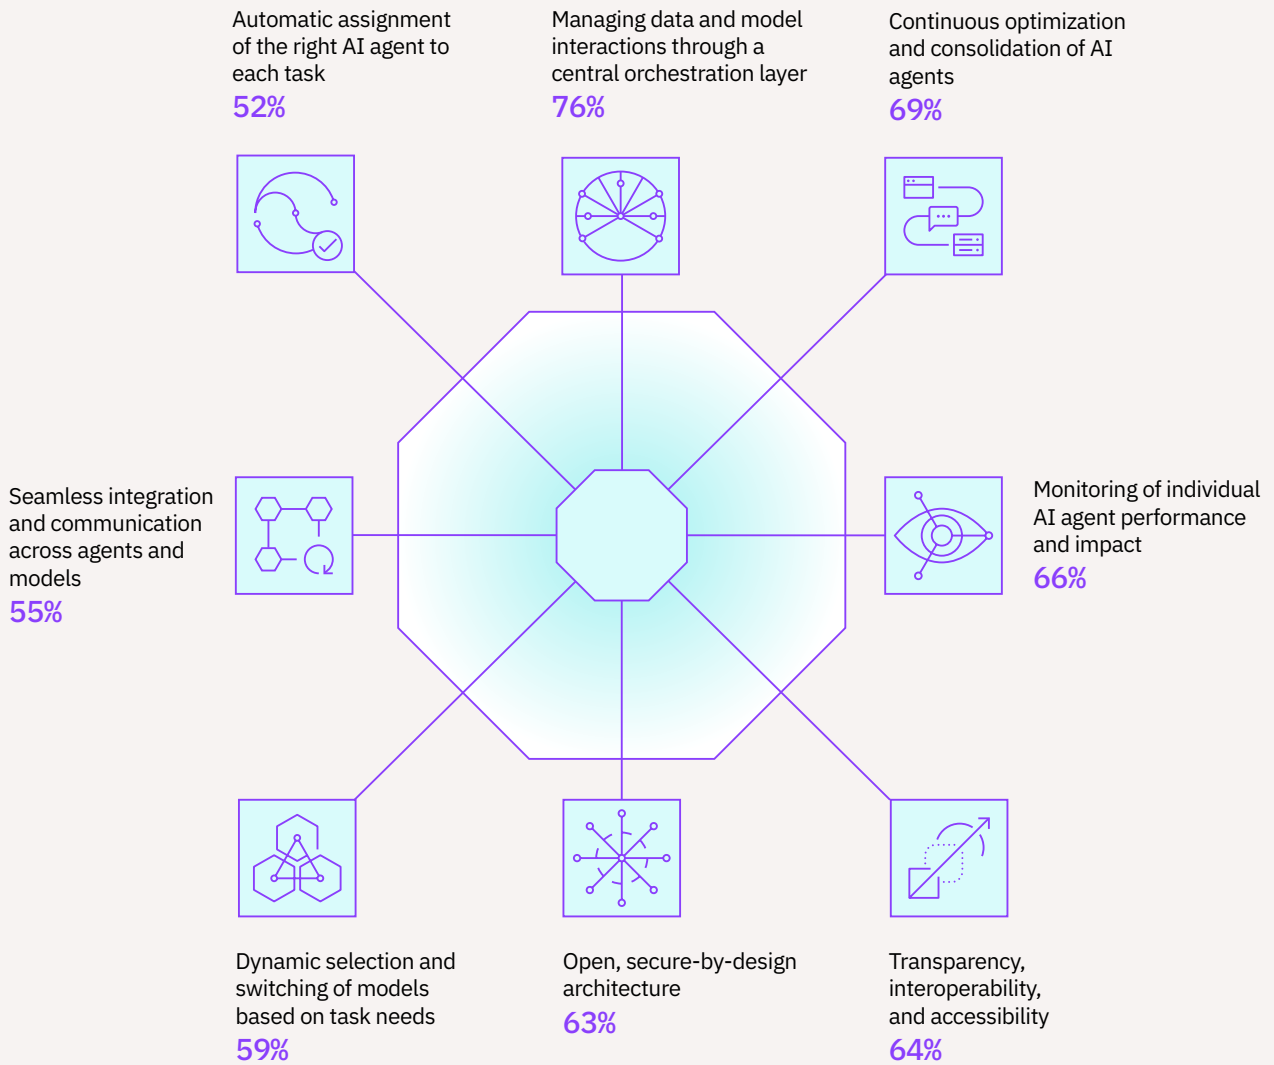 Automatic assignment
of the right AI agent to
each task
52%
Managing data and model
interactions through a
central orchestration layer
76%
Continuous optimization
and consolidation of AI
agents
69%
Seamless integration
and communication
across agents and
models
55%
Monitoring of individual
AI agent performance
and impact
66%
Dynamic selection and
switching of models
based on task needs
59%
Open, secure-by-design
architecture
63%
Transparency,
interoperability,
and accessibility
64%